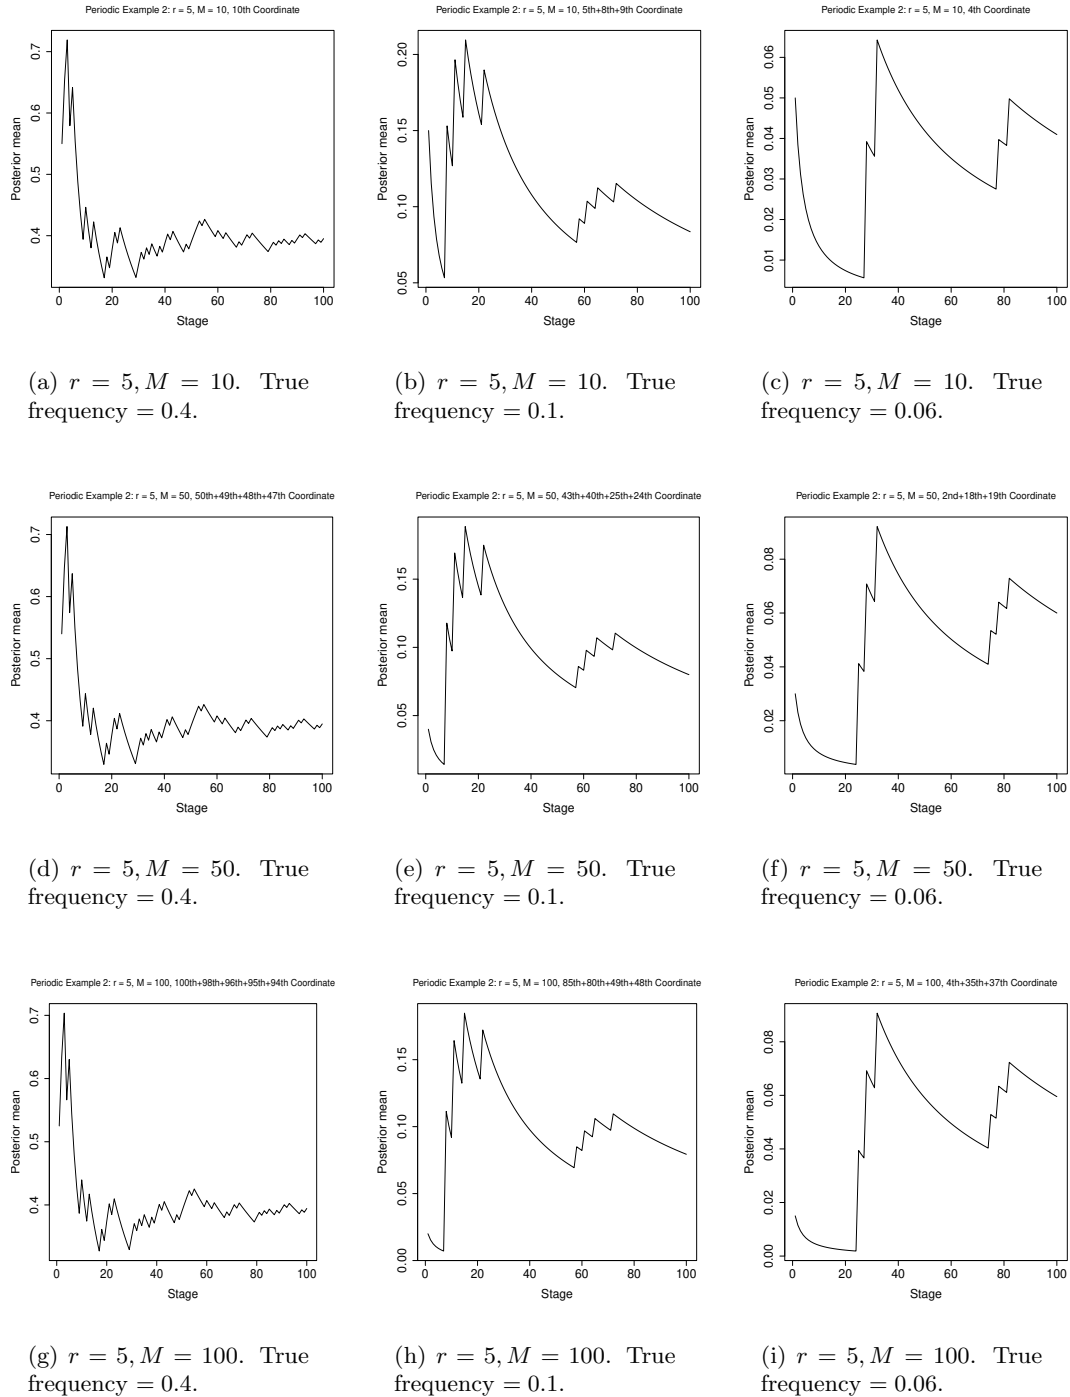 Periodic Example 2: r = 5, M = 10, 10th Coordinate
Posterior mean
0.4 0.5 0.6 0.7
0 20 40 60 80 100
Stage
(a) r = 5, M = 10. True
frequency = 0.4.
Periodic Example 2: r = 5, M = 10, 5th+8th+9th Coordinate
Posterior mean
0.05 0.10 0.15 0.20
0 20 40 60 80 100
Stage
(b) r = 5, M = 10. True
frequency = 0.1.
Periodic Example 2: r = 5, M = 10, 4th Coordinate
Posterior mean
0.01 0.02 0.03 0.04 0.05 0.06
0 20 40 60 80 100
Stage
(c) r = 5, M = 10. True
frequency = 0.06.
Periodic Example 2: r = 5, M = 50, 50th+49th+48th+47th Coordinate
Posterior mean
0.4 0.5 0.6 0.7
0 20 40 60 80 100
Stage
(d) r = 5, M = 50. True
frequency = 0.4.
Periodic Example 2: r = 5, M = 50, 43th+40th+25th+24th Coordinate
Posterior mean
0.05 0.10 0.15
0 20 40 60 80 100
Stage
(e) r = 5, M = 50. True
frequency = 0.1.
Periodic Example 2: r = 5, M = 50, 2nd+18th+19th Coordinate
Posterior mean
0.02 0.04 0.06 0.08
0 20 40 60 80 100
Stage
(f) r = 5, M = 50. True
frequency = 0.06.
Periodic Example 2: r = 5, M = 100, 100th+98th+96th+95th+94th Coordinate
Posterior mean
0.4 0.5 0.6 0.7
0 20 40 60 80 100
Stage
(g) r = 5, M = 100. True
frequency = 0.4.
Periodic Example 2: r = 5, M = 100, 85th+80th+49th+48th Coordinate
Posterior mean
0.00 0.05 0.10 0.15
0 20 40 60 80 100
Stage
(h) r = 5, M = 100. True
frequency = 0.1.
Periodic Example 2: r = 5, M = 100, 4th+35th+37th Coordinate
Posterior mean
0.00 0.02 0.04 0.06 0.08
0 20 40 60 80 100
Stage
(i) r = 5, M = 100. True
frequency = 0.06.